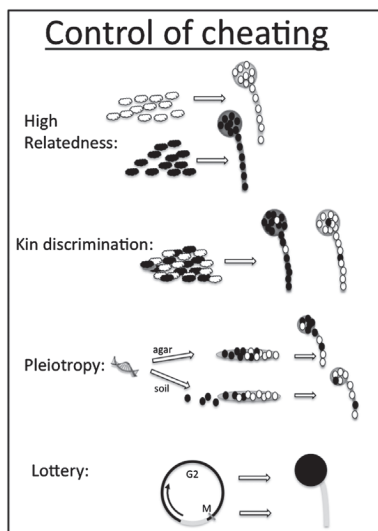 Control of cheating
High
Relatedness:
Kin discrimination:
Pleiotropy:
agar
soil
Lottery:
G2
M